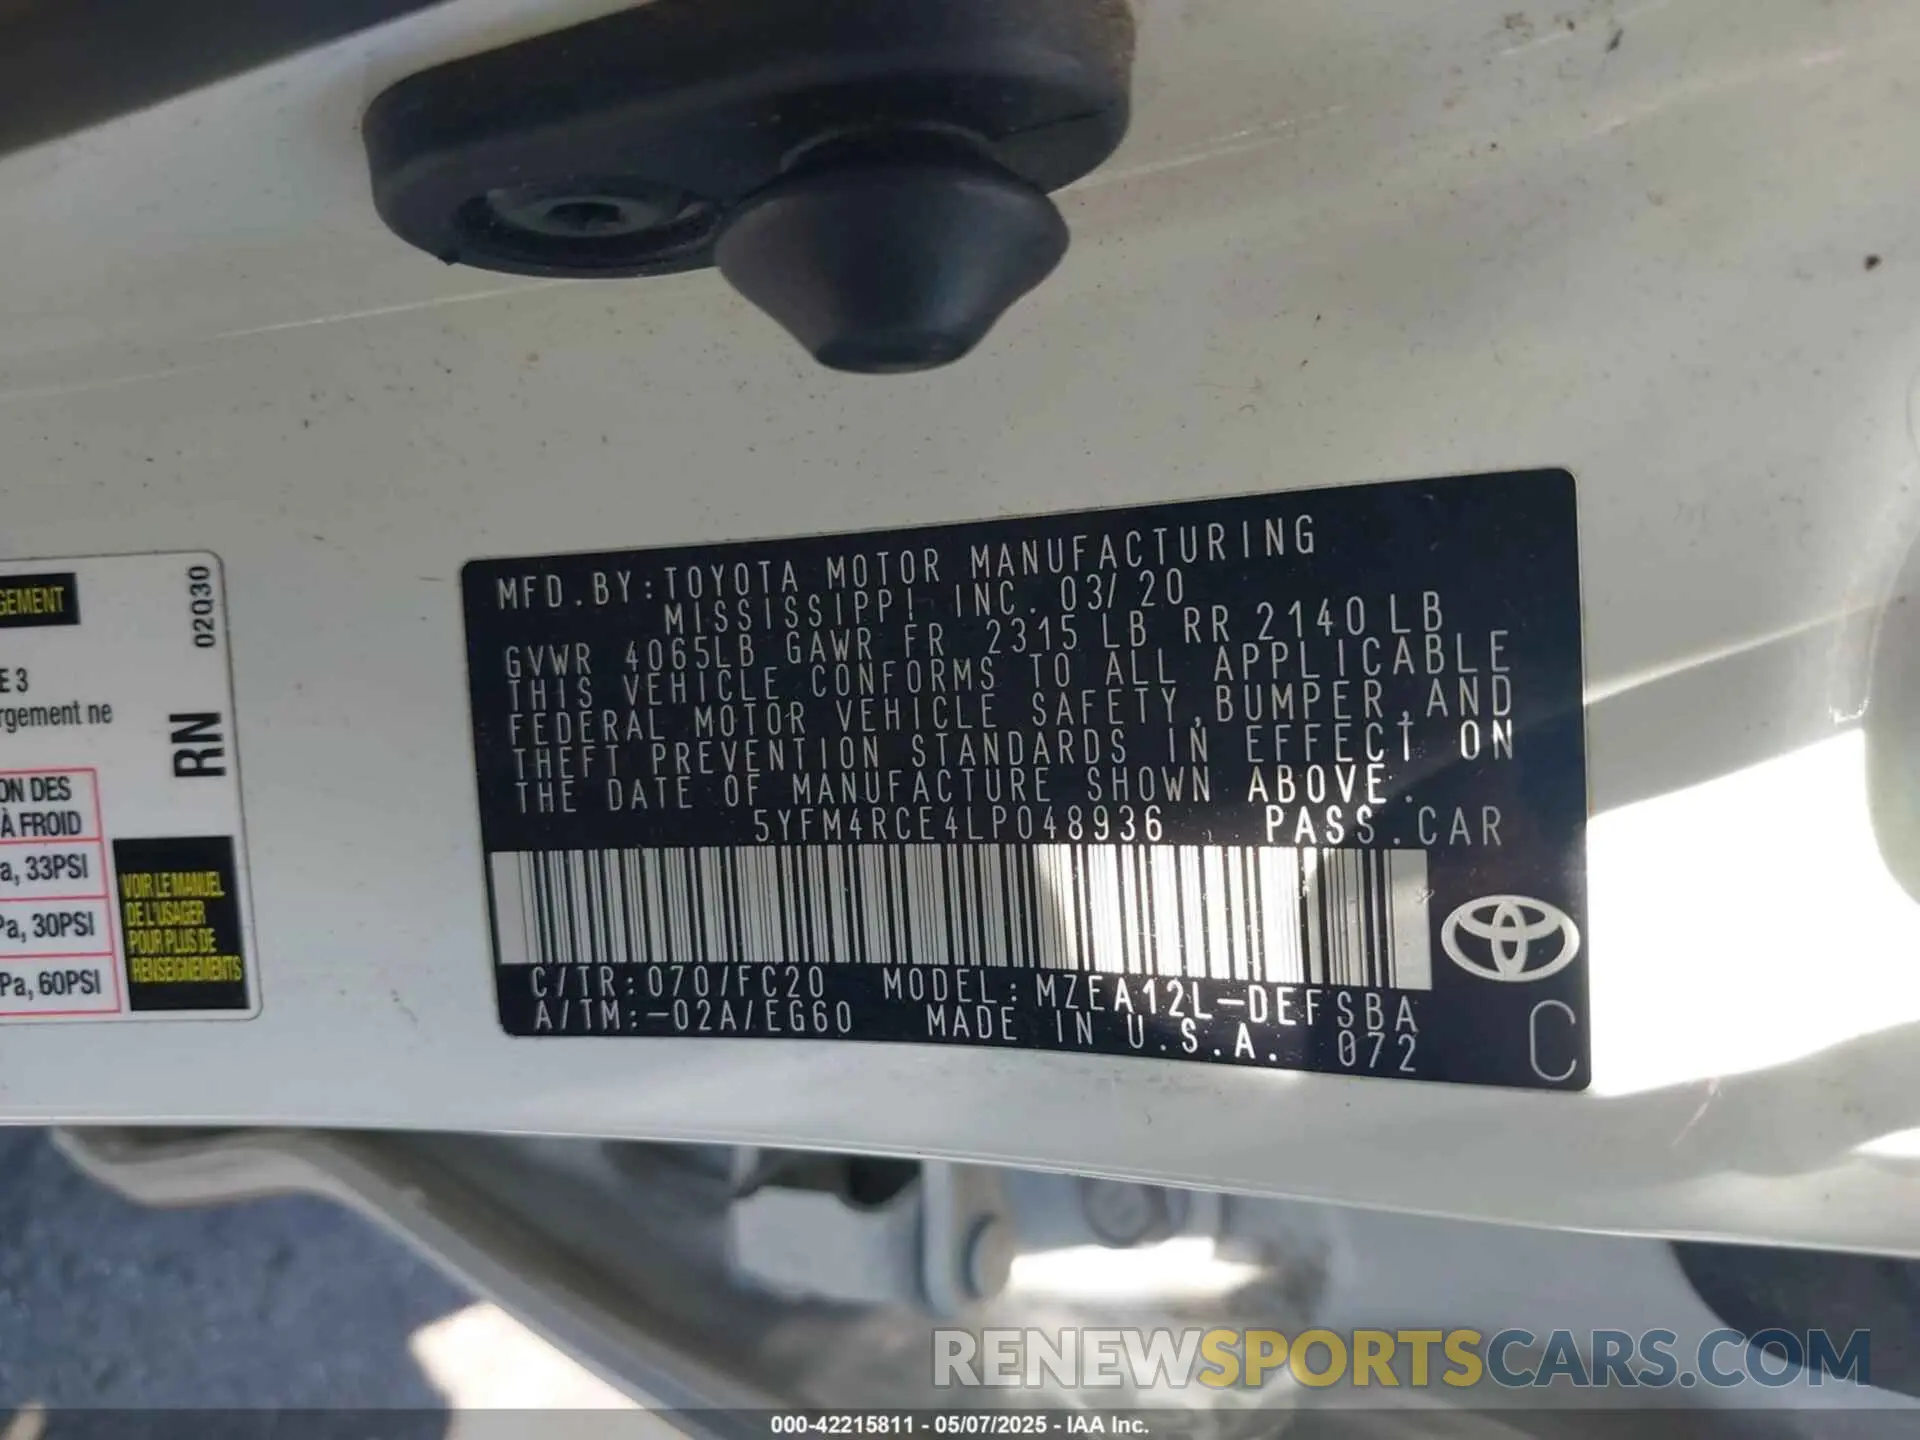 GEMENT
02Q30
E 3
rgement ne
RN
ON DES
À FROID
a, 33PSI
Pa, 30PSI
Pa, 60PSI
VOIR LE MANUEL
DE L'USAGER
POUR PLUS DE
RENSEIGNEMENTS
MFD.BY:TOYOTA MOTOR MANUFACTURING
MISSISSIPPI INC. 03/20
GVWR 4065LB GAWR FR 2315 LB RR 2140 LB
THIS VEHICLE CONFORMS TO ALL APPLICABLE
FEDERAL MOTOR VEHICLE SAFETY, BUMPER, AND
THEFT PREVENTION STANDARDS IN EFFECT ON
THE DATE OF MANUFACTURE SHOWN ABOVE.
5YFM4RCE4LP048936 PASS.CAR
C/TR:070/FC20 MODEL:MZEA12L-DEFSBA
A/TM:-02A/EG60 MADE IN U.S.A. 072
C
RENEWSPORTSCARS.COM
000-42215811 - 05/07/2025 - IAA Inc.